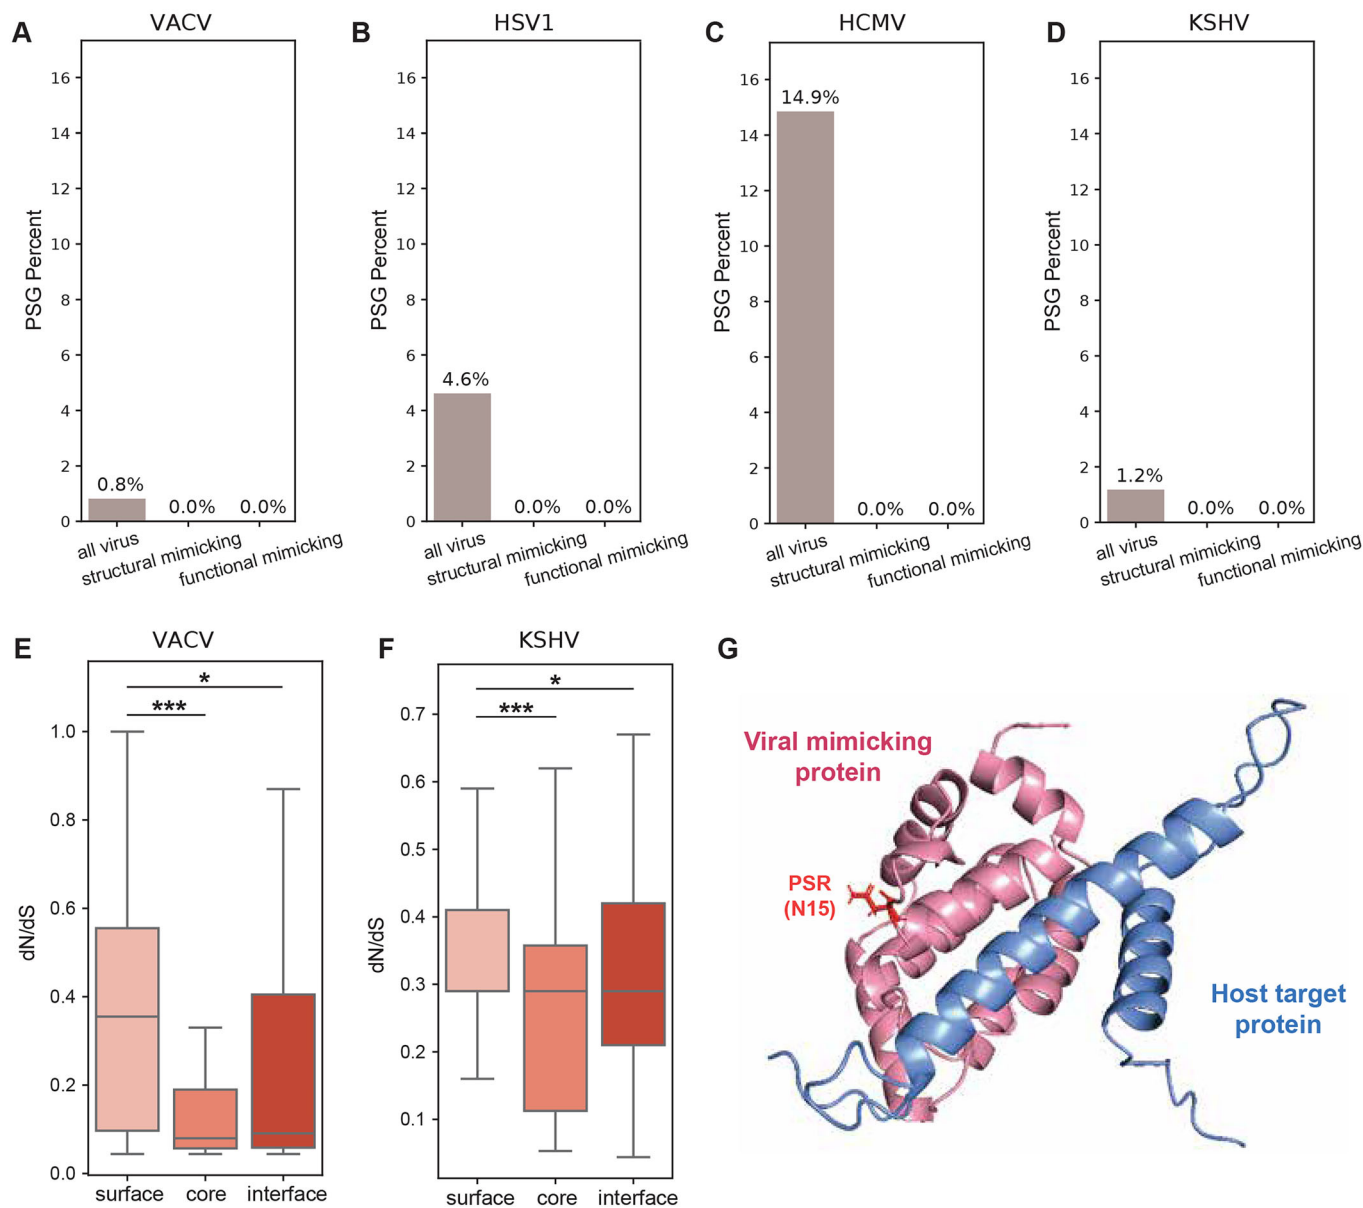 A
VACV
PSG Percent
16
14
12
10
8
6
4
2
0
0.8%
0.0%
0.0%
all virus
structural mimicking
functional mimicking
B
HSV1
PSG Percent
16
14
12
10
8
6
4
2
0
4.6%
0.0%
0.0%
all virus
structural mimicking
functional mimicking
C
HCMV
PSG Percent
16
14
12
10
8
6
4
2
0
14.9%
0.0%
0.0%
all virus
structural mimicking
functional mimicking
D
KSHV
PSG Percent
16
14
12
10
8
6
4
2
0
1.2%
0.0%
0.0%
all virus
structural mimicking
functional mimicking
E
VACV
dN/dS
1.0
0.8
0.6
0.4
0.2
0.0
*
***
surface
core
interface
F
KSHV
dN/dS
0.7
0.6
0.5
0.4
0.3
0.2
0.1
*
***
surface
core
interface
G
Viral mimicking
protein
PSR
(N15)
Host target
protein